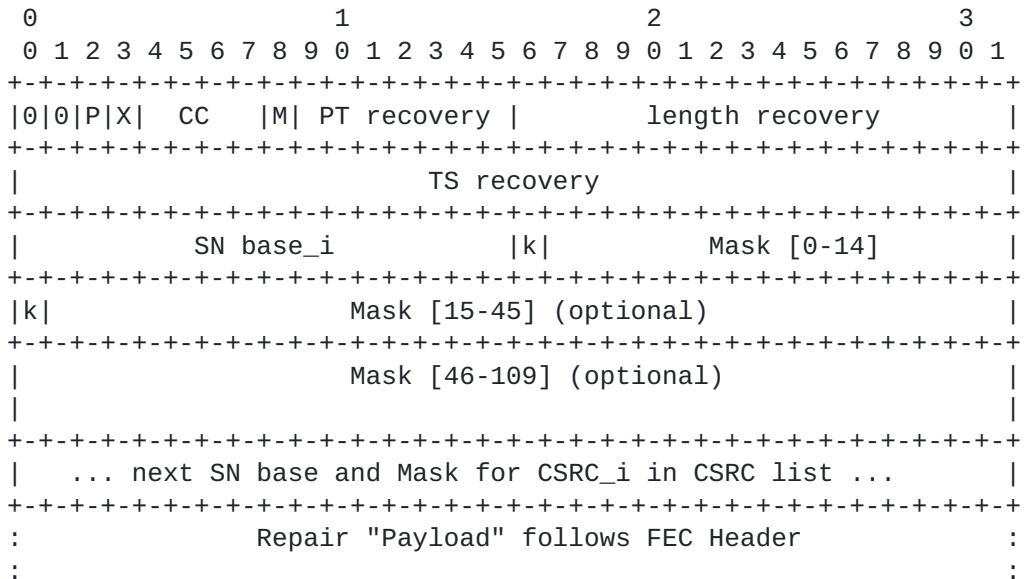 0                   1                   2                   3
 0 1 2 3 4 5 6 7 8 9 0 1 2 3 4 5 6 7 8 9 0 1 2 3 4 5 6 7 8 9 0 1
+-+-+-+-+-+-+-+-+-+-+-+-+-+-+-+-+-+-+-+-+-+-+-+-+-+-+-+-+-+-+-+-+
|0|0|P|X|  CC   |M| PT recovery |        length recovery        |
+-+-+-+-+-+-+-+-+-+-+-+-+-+-+-+-+-+-+-+-+-+-+-+-+-+-+-+-+-+-+-+-+
|                          TS recovery                          |
+-+-+-+-+-+-+-+-+-+-+-+-+-+-+-+-+-+-+-+-+-+-+-+-+-+-+-+-+-+-+-+-+
|           SN base_i           |k|          Mask [0-14]        |
+-+-+-+-+-+-+-+-+-+-+-+-+-+-+-+-+-+-+-+-+-+-+-+-+-+-+-+-+-+-+-+-+
|k|                   Mask [15-45] (optional)                   |
+-+-+-+-+-+-+-+-+-+-+-+-+-+-+-+-+-+-+-+-+-+-+-+-+-+-+-+-+-+-+-+-+
|                     Mask [46-109] (optional)                  |
|                                                               |
+-+-+-+-+-+-+-+-+-+-+-+-+-+-+-+-+-+-+-+-+-+-+-+-+-+-+-+-+-+-+-+-+
|   ... next SN base and Mask for CSRC_i in CSRC list ...       |
+-+-+-+-+-+-+-+-+-+-+-+-+-+-+-+-+-+-+-+-+-+-+-+-+-+-+-+-+-+-+-+-+
:               Repair "Payload" follows FEC Header             :
:                                                               :